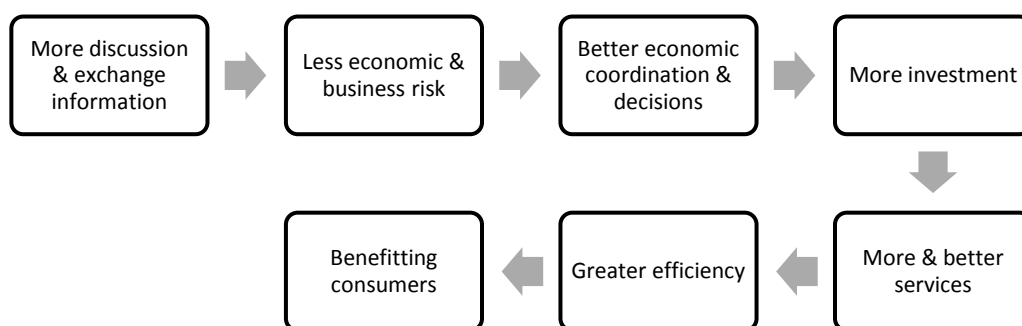 More discussion
& exchange
information
Less economic &
business risk
Better economic
coordination &
decisions
More investment
More & better
services
Greater efficiency
Benefitting
consumers